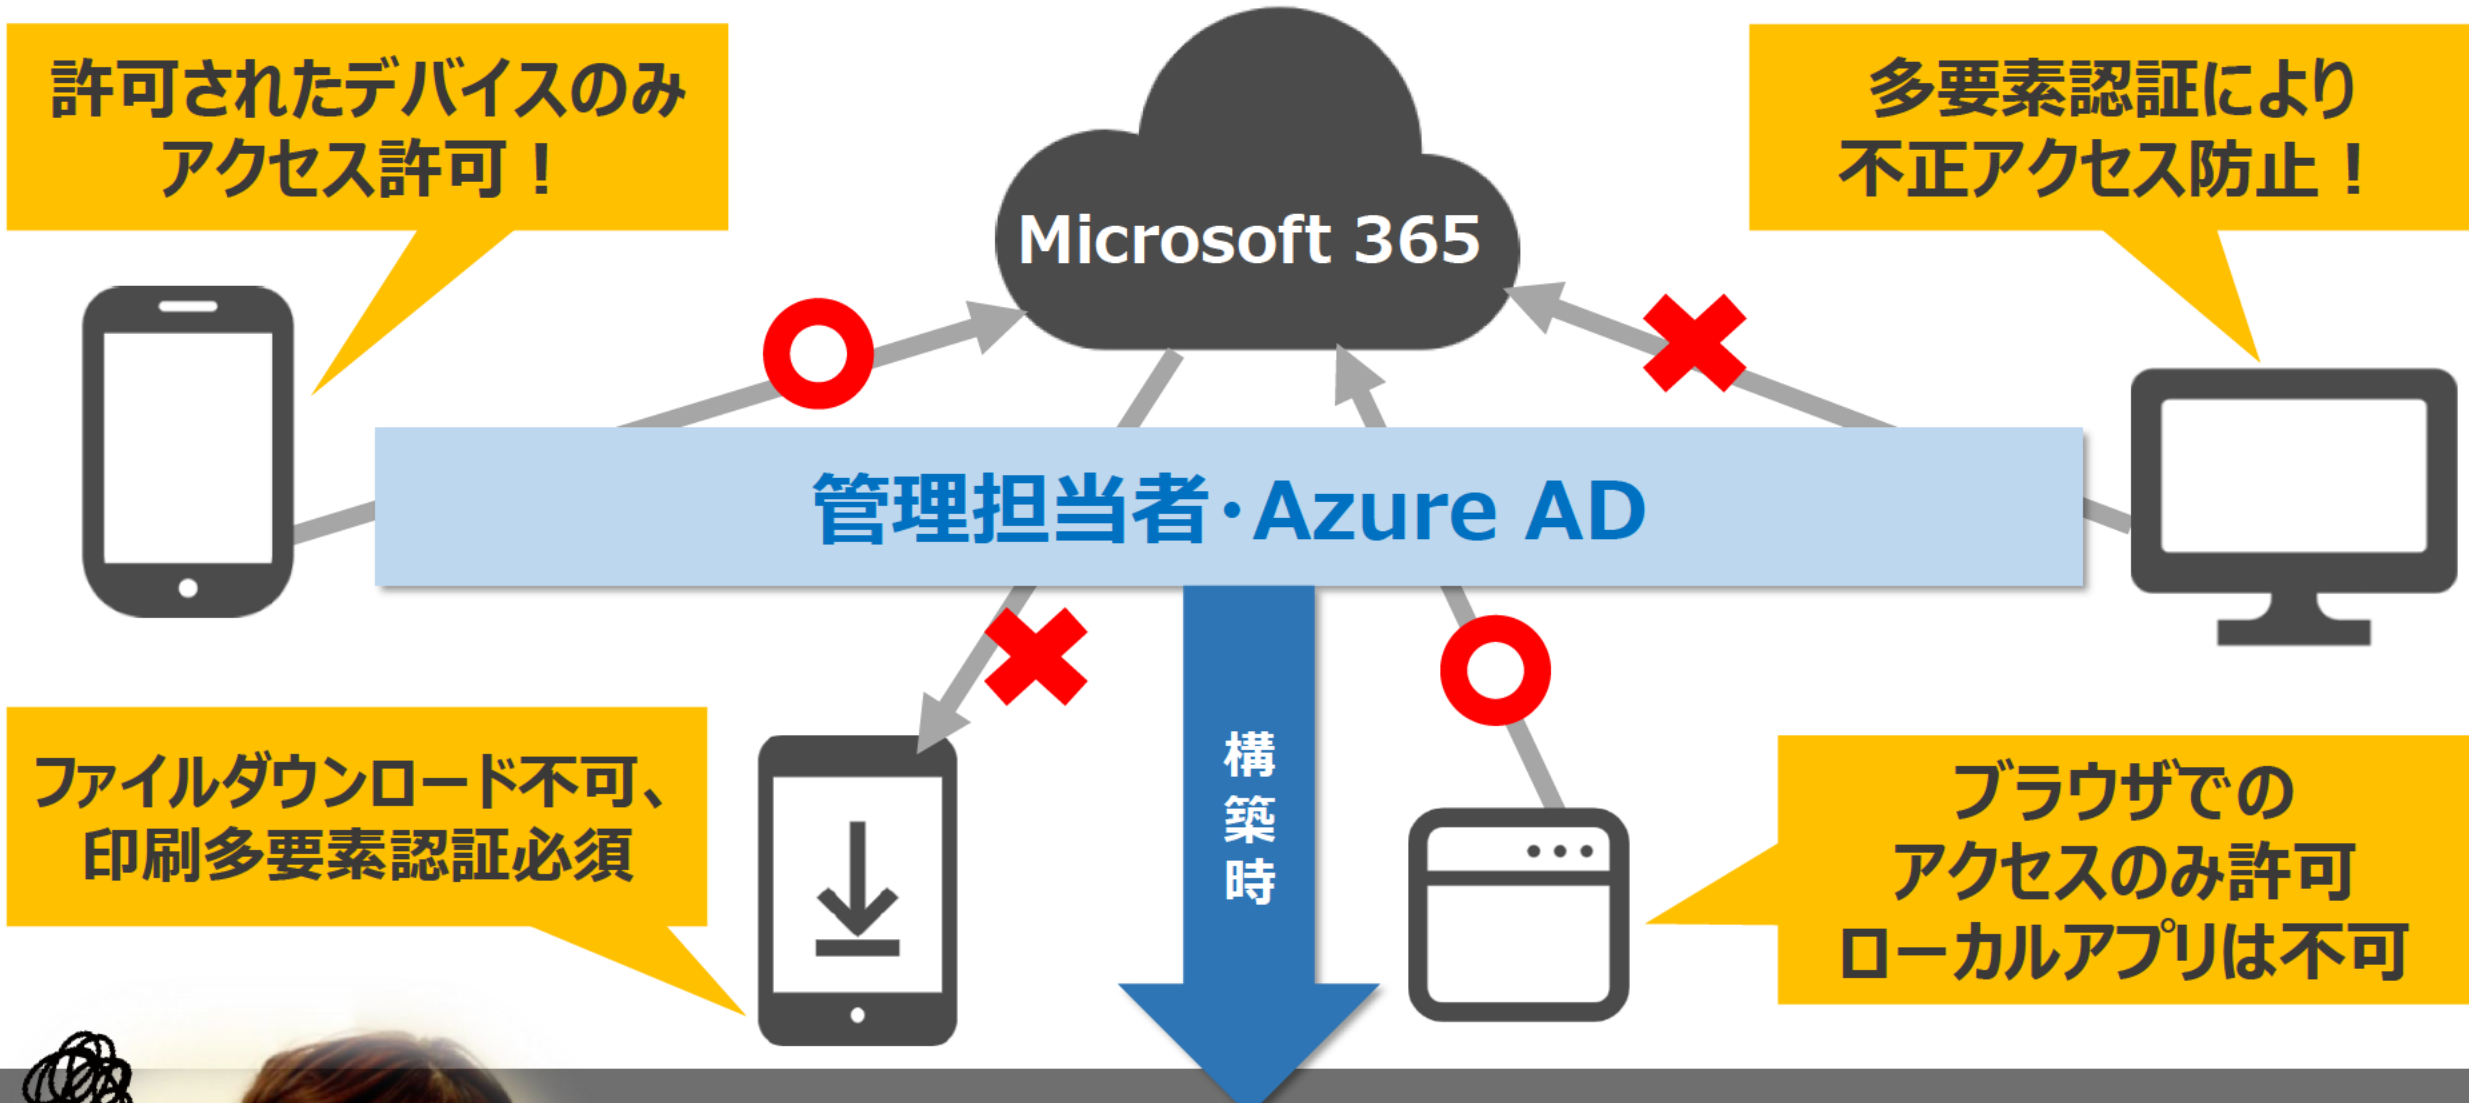 許可されたデバイスのみ
アクセス許可！
多要素認証により
不正アクセス防止！
Microsoft 365
管理担当者･Azure AD
ファイルダウンロード不可、
印刷多要素認証必須
構築時
ブラウザでの
アクセスのみ許可
ローカルアプリは不可